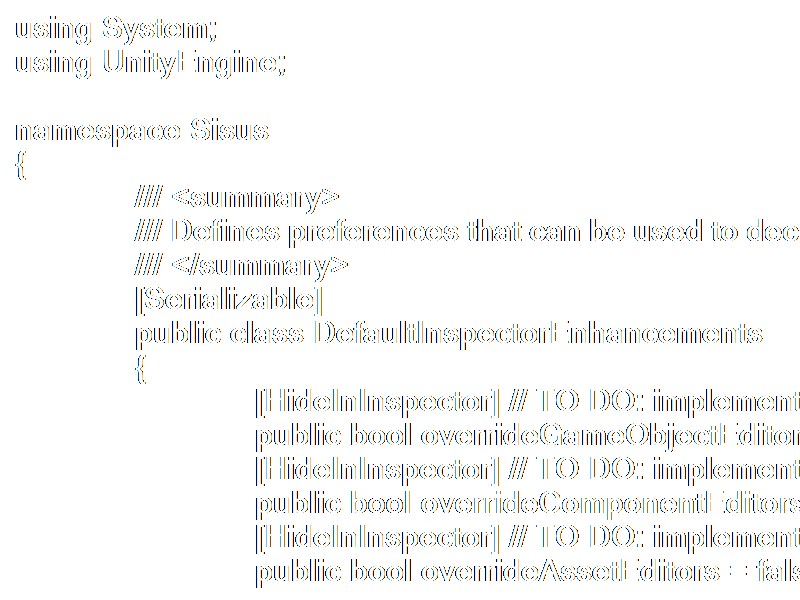 using System;
using UnityEngine;

namespace Sisus
{
/// <summary>
/// Defines preferences that can be used to dec
/// </summary>
[Serializable]
public class DefaultInspectorEnhancements
{
[HideInInspector] // TO DO: implement
public bool overrideGameObjectEditor
[HideInInspector] // TO DO: implement
public bool overrideComponentEditors
[HideInInspector] // TO DO: implement
public bool overrideAssetEditors = fals